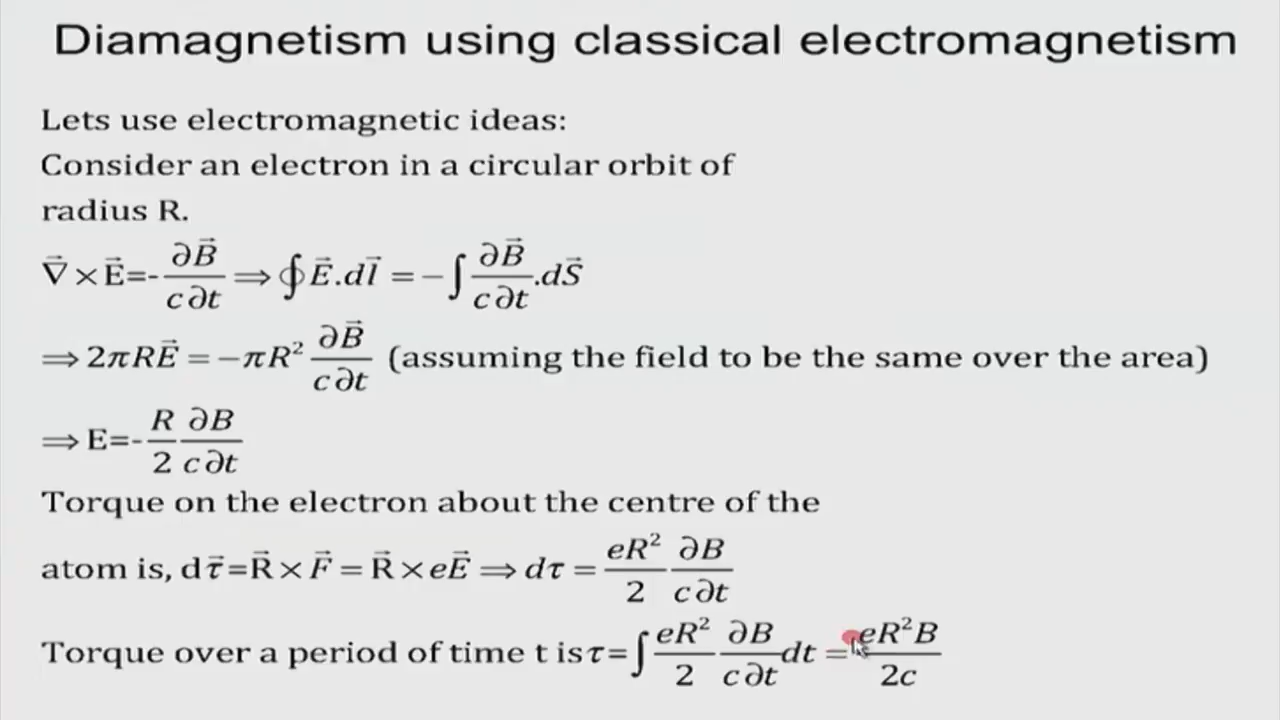 Diamagnetism using classical electromagnetism
Lets use electromagnetic ideas:
Consider an electron in a circular orbit of
radius R.
∇⃗×E⃗=-∂B⃗/c∂t ⟹ ∮E⃗.dl⃗ = −∫∂B⃗/c∂t.dS⃗
⟹2πRE⃗ = −πR² ∂B⃗/c∂t (assuming the field to be the same over the area)
⟹E=-R/2 ∂B/c∂t
Torque on the electron about the centre of the
atom is, dτ⃗=R⃗×F⃗ = R⃗×eE⃗ ⟹ dτ = eR²/2 ∂B/c∂t
Torque over a period of time t is τ=∫eR²/2 ∂B/c∂t dt = eR²B/2c